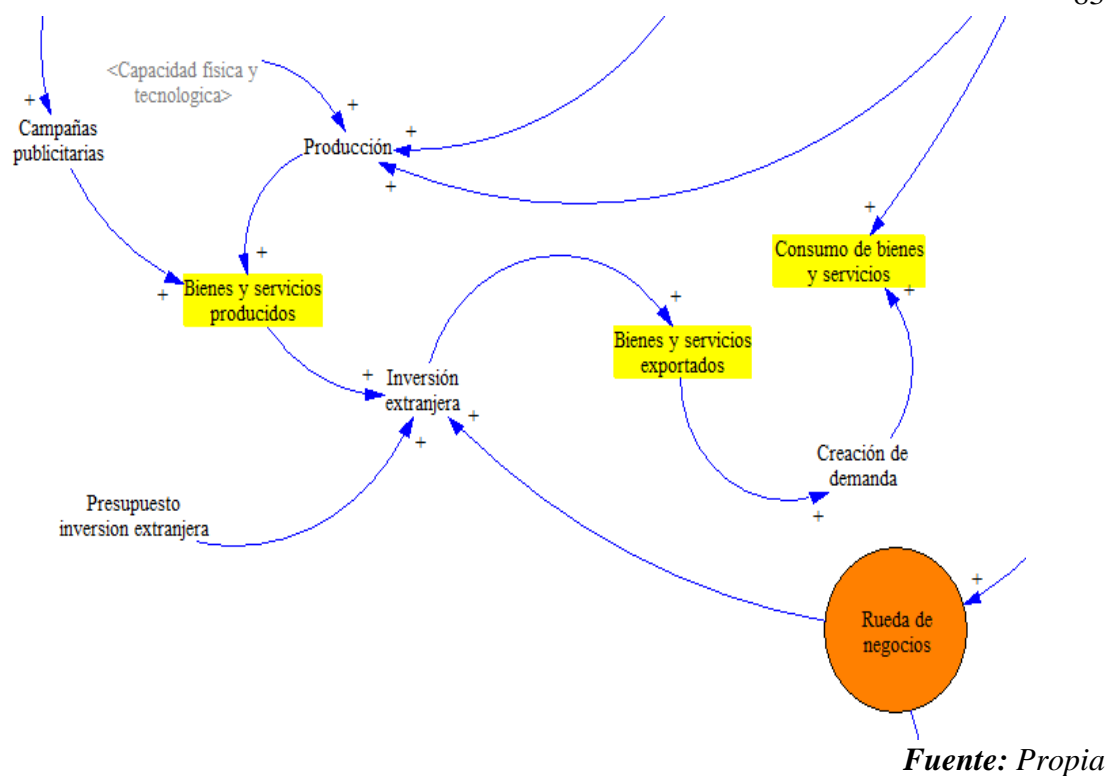 <Capacidad física y
tecnologica>
+
+
Campañas
publicitarias
+
Producción
+
+
+
Consumo de bienes
y servicios
+
+
Bienes y servicios
producidos
+
+
Bienes y servicios
exportados
+
Inversión
extranjera
+
+
Creación de
demanda
+
Presupuesto
inversion extranjera
+
Rueda de
negocios
Fuente: Propia